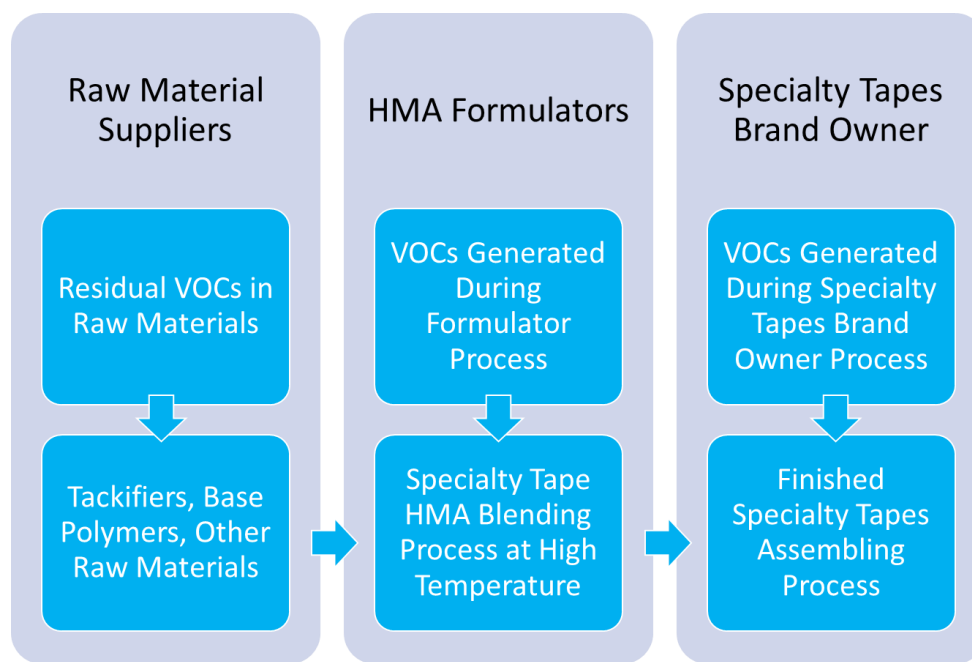 Raw Material
Suppliers
Residual VOCs in
Raw Materials
Tackifiers, Base
Polymers, Other
Raw Materials
HMA Formulators
VOCs Generated
During
Formulator
Process
Specialty Tape
HMA Blending
Process at High
Temperature
Specialty Tapes
Brand Owner
VOCs Generated
During Specialty
Tapes Brand
Owner Process
Finished
Specialty Tapes
Assembling
Process